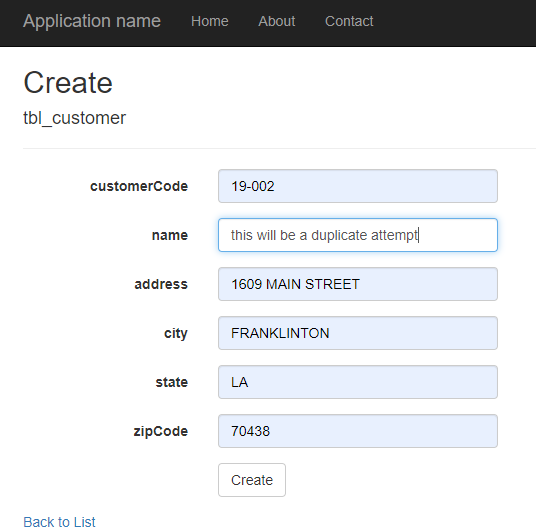 Application name Home About Contact
Create
tbl_customer
customerCode 19-002
name this will be a duplicate attempt
address 1609 MAIN STREET
city FRANKLINTON
state LA
zipCode 70438
Create
Back to List